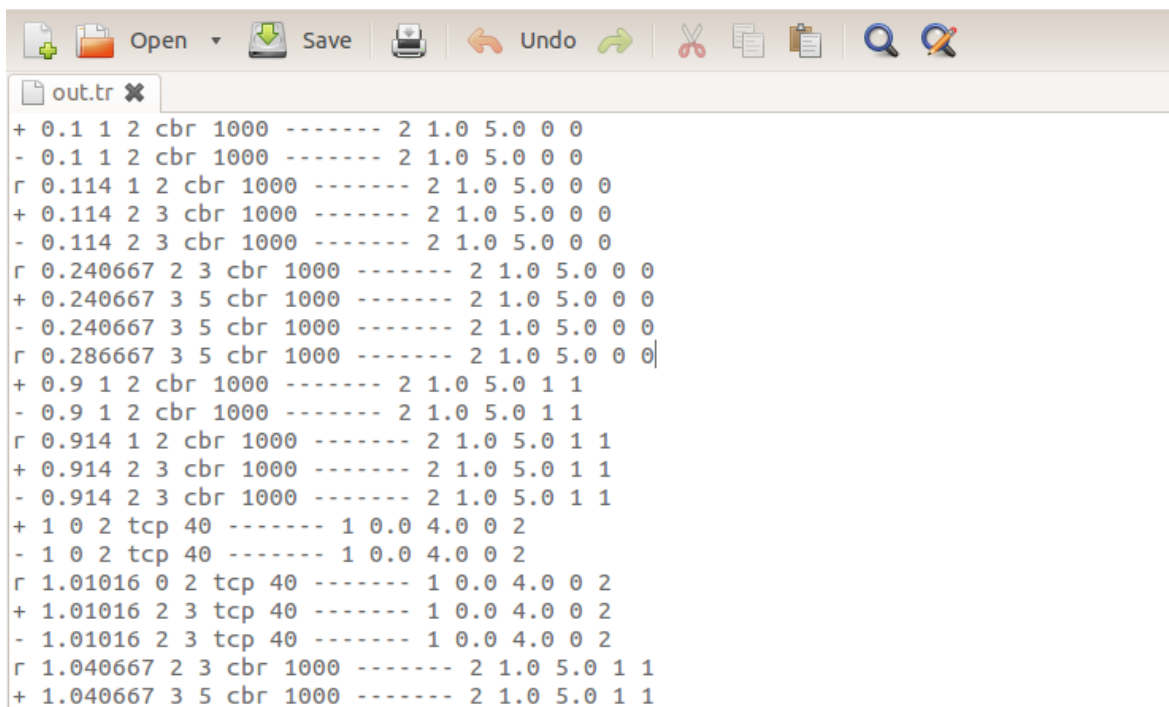 Open Save Undo
out.tr
+ 0.1 1 2 cbr 1000 ------- 2 1.0 5.0 0 0
- 0.1 1 2 cbr 1000 ------- 2 1.0 5.0 0 0
r 0.114 1 2 cbr 1000 ------- 2 1.0 5.0 0 0
+ 0.114 2 3 cbr 1000 ------- 2 1.0 5.0 0 0
- 0.114 2 3 cbr 1000 ------- 2 1.0 5.0 0 0
r 0.240667 2 3 cbr 1000 ------- 2 1.0 5.0 0 0
+ 0.240667 3 5 cbr 1000 ------- 2 1.0 5.0 0 0
- 0.240667 3 5 cbr 1000 ------- 2 1.0 5.0 0 0
r 0.286667 3 5 cbr 1000 ------- 2 1.0 5.0 0 0
+ 0.9 1 2 cbr 1000 ------- 2 1.0 5.0 1 1
- 0.9 1 2 cbr 1000 ------- 2 1.0 5.0 1 1
r 0.914 1 2 cbr 1000 ------- 2 1.0 5.0 1 1
+ 0.914 2 3 cbr 1000 ------- 2 1.0 5.0 1 1
- 0.914 2 3 cbr 1000 ------- 2 1.0 5.0 1 1
+ 1 0 2 tcp 40 ------- 1 0.0 4.0 0 2
- 1 0 2 tcp 40 ------- 1 0.0 4.0 0 2
r 1.01016 0 2 tcp 40 ------- 1 0.0 4.0 0 2
+ 1.01016 2 3 tcp 40 ------- 1 0.0 4.0 0 2
- 1.01016 2 3 tcp 40 ------- 1 0.0 4.0 0 2
r 1.040667 2 3 cbr 1000 ------- 2 1.0 5.0 1 1
+ 1.040667 3 5 cbr 1000 ------- 2 1.0 5.0 1 1